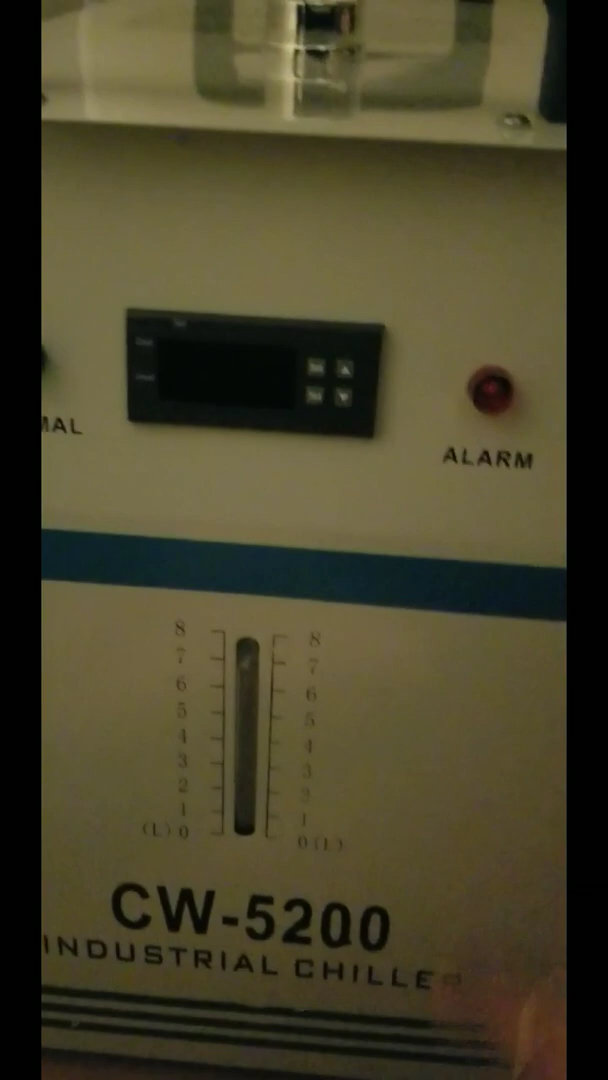 MAL
ALARM
8 8
7 7
6 6
5 5
4 4
3 3
2 2
1 1
(L) 0 0 (L)
CW-5200
INDUSTRIAL CHILLE